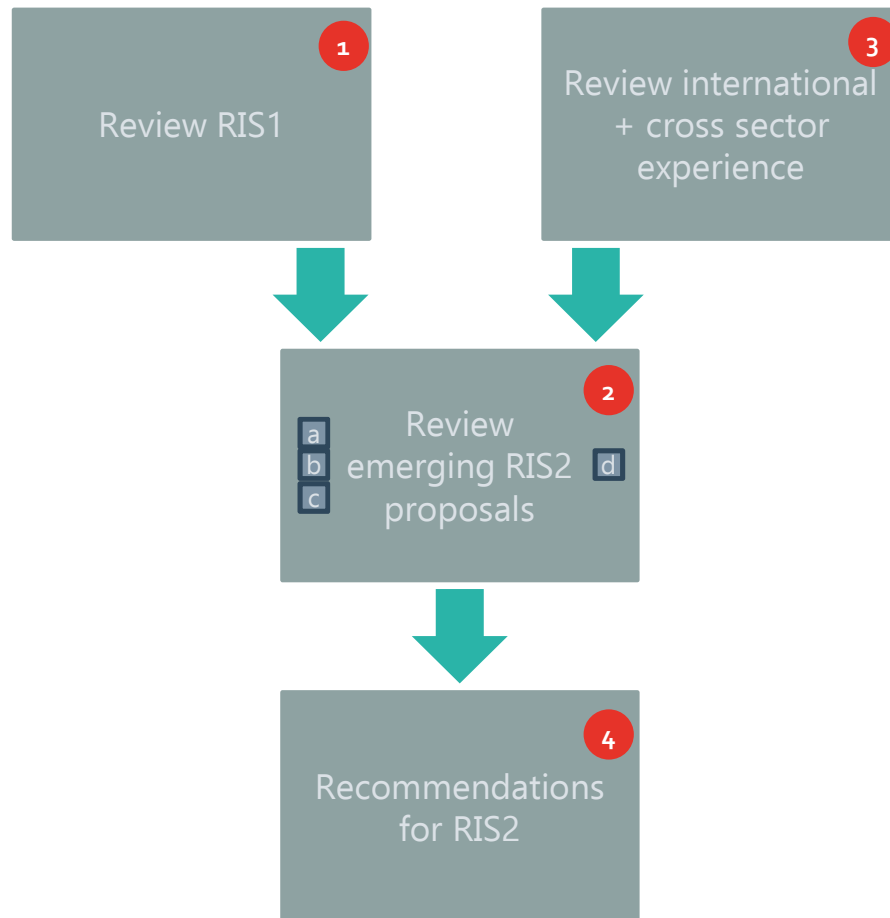 1
Review RIS1
3
Review international
+ cross sector
experience
2
a
b
c
Review
emerging RIS2
proposals
d
4
Recommendations
for RIS2